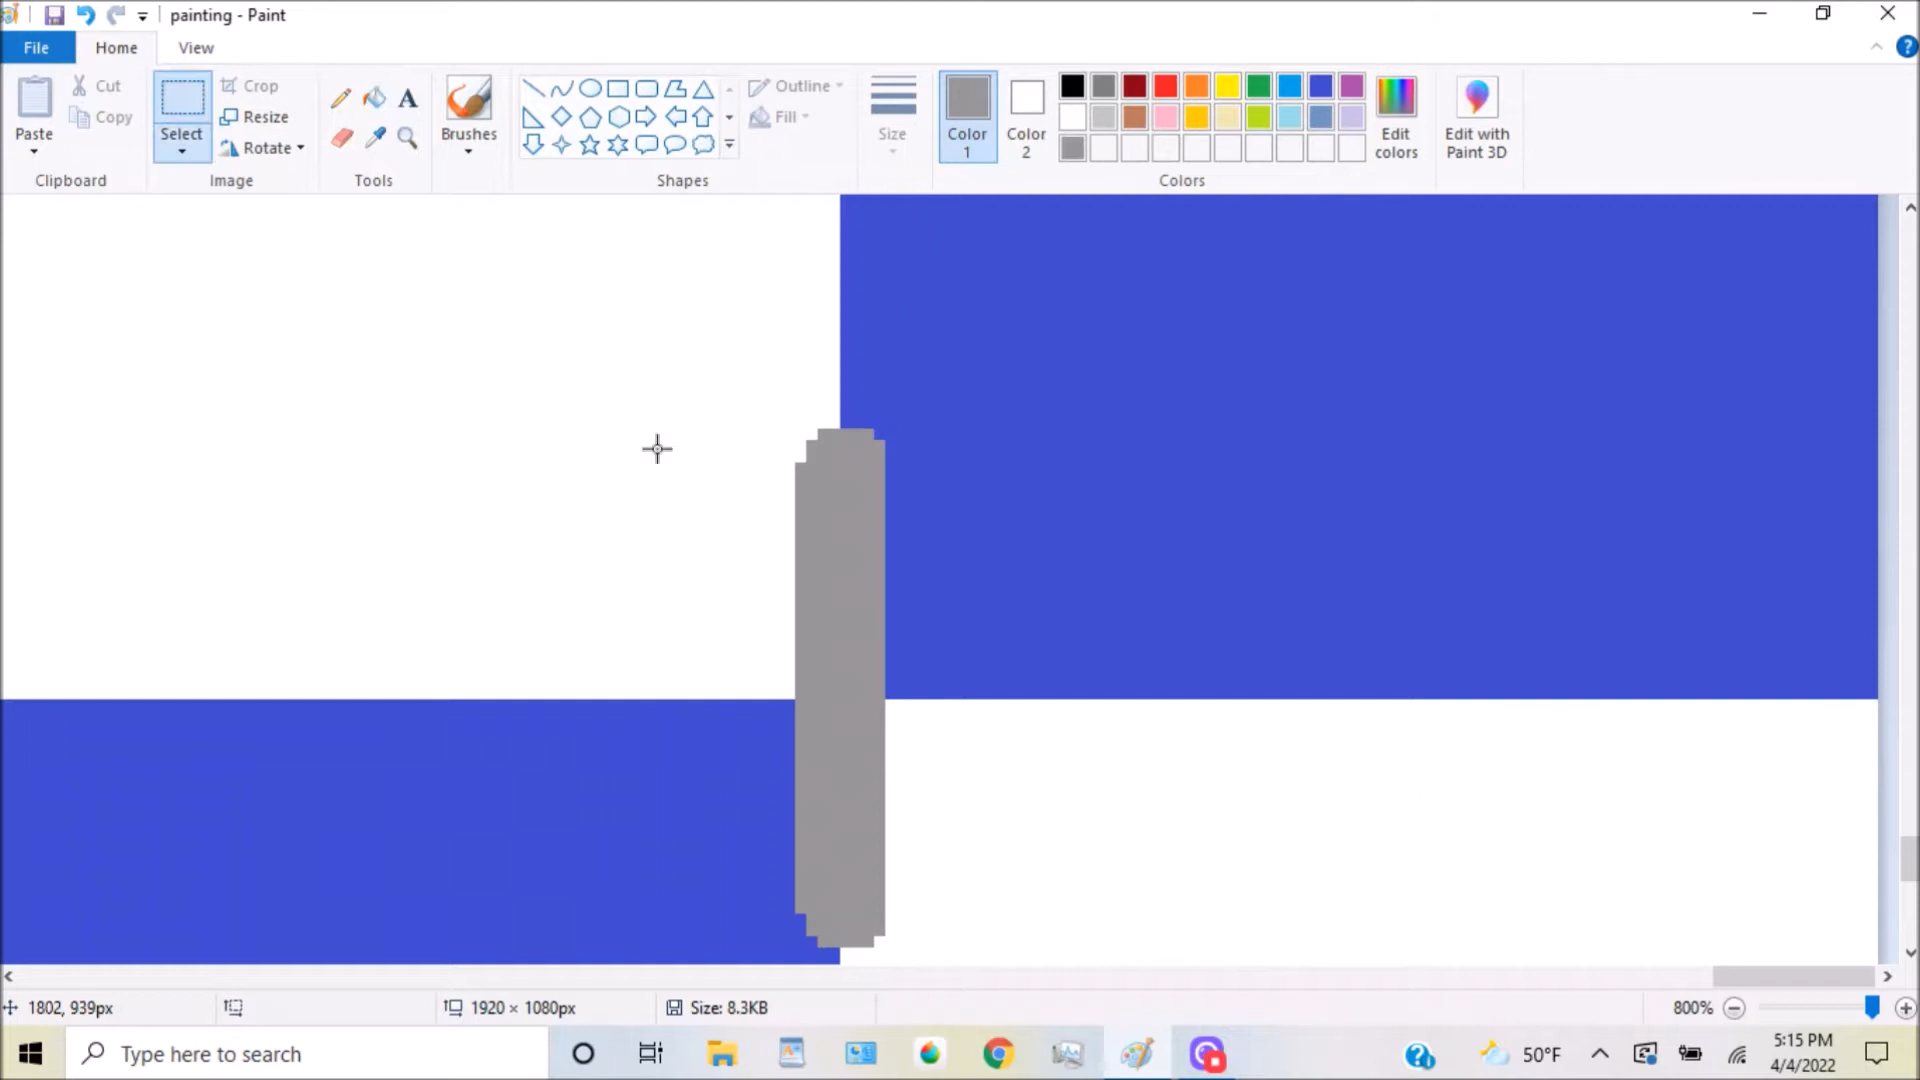 painting - Paint
File
Home
View
Paste
Cut
Copy
Clipboard
Select
Crop
Resize
Rotate
Image
A
Tools
Brushes
Shapes
Outline
Fill
Size
Color
1
Color
2
Edit
colors
Edit with
Paint 3D
Colors
1802, 939px
1920 × 1080px
Size: 8.3KB
800%
Type here to search
50°F
5:15 PM
4/4/2022